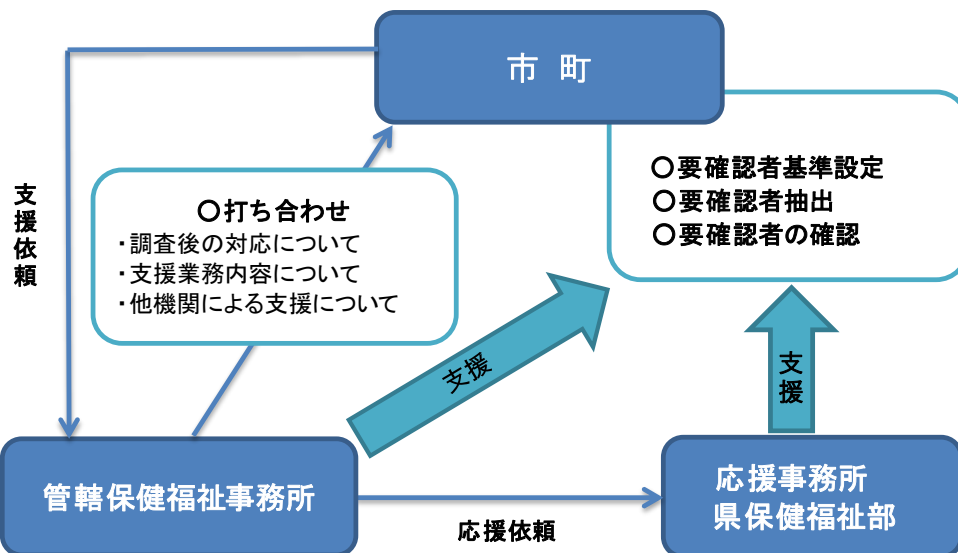 市 町
〇要確認者基準設定
〇要確認者抽出
〇要確認者の確認
支援依頼
〇打ち合わせ
・調査後の対応について
・支援業務内容について
・他機関による支援について
支援
支援
管轄保健福祉事務所
応援依頼
応援事務所
県保健福祉部